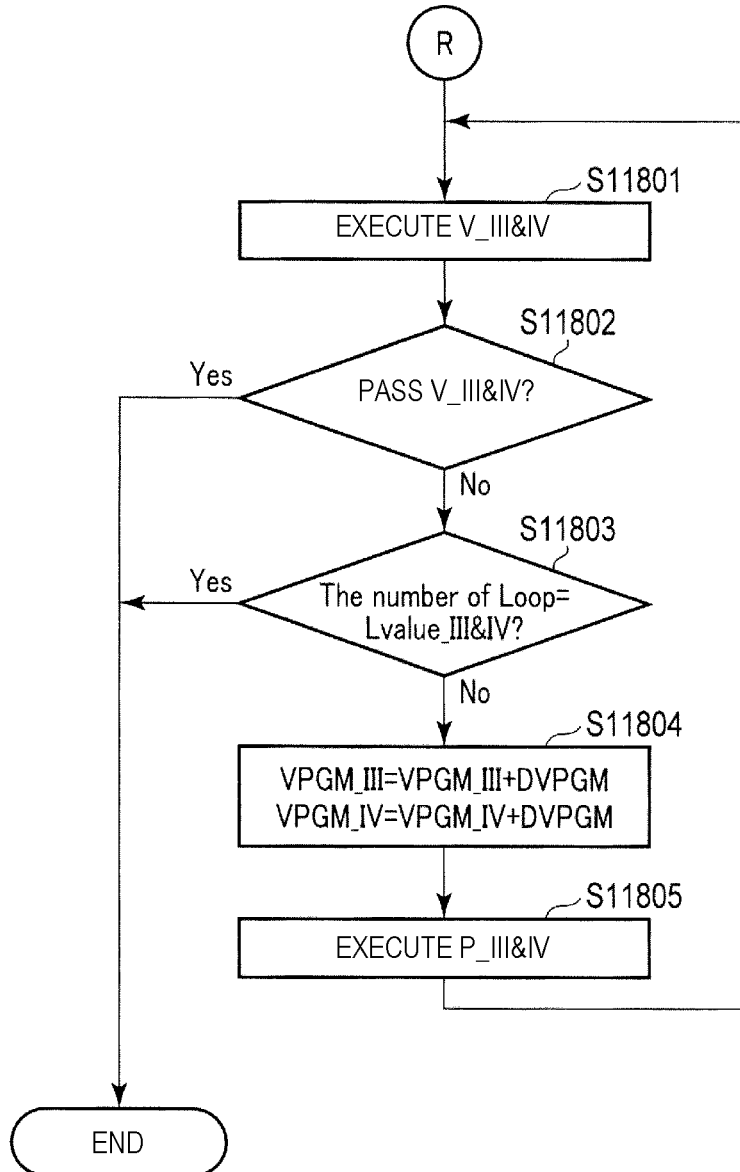 R
S11801
EXECUTE V_III&IV
S11802
Yes
PASS V_III&IV?
No
S11803
Yes
The number of Loop=
Lvalue_III&IV?
No
S11804
VPGM_III=VPGM_III+DVPGM
VPGM_IV=VPGM_IV+DVPGM
S11805
EXECUTE P_III&IV
END